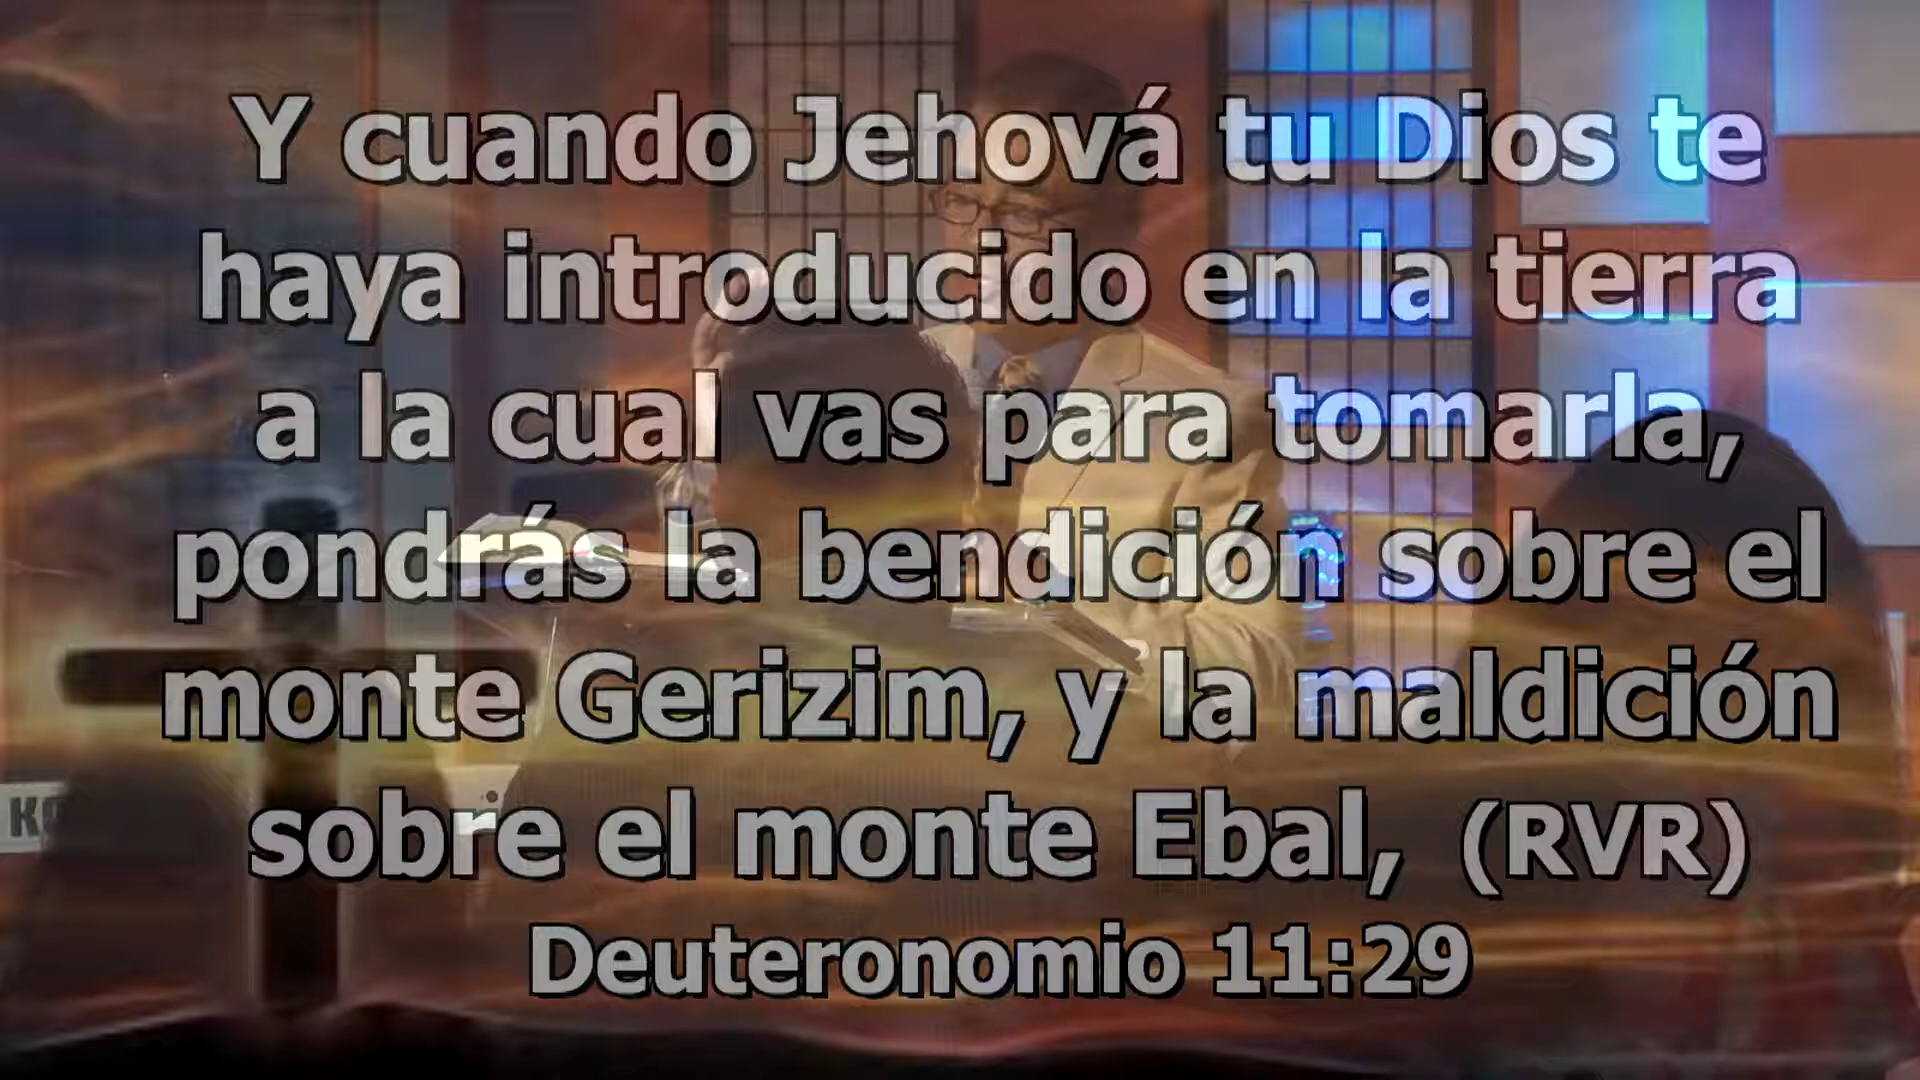 Y cuando Jehová tu Dios te
haya introducido en la tierra
a la cual vas para tomarla,
pondrás la bendición sobre el
monte Gerizim, y la maldición
sobre el monte Ebal, (RVR)
Deuteronomio 11:29